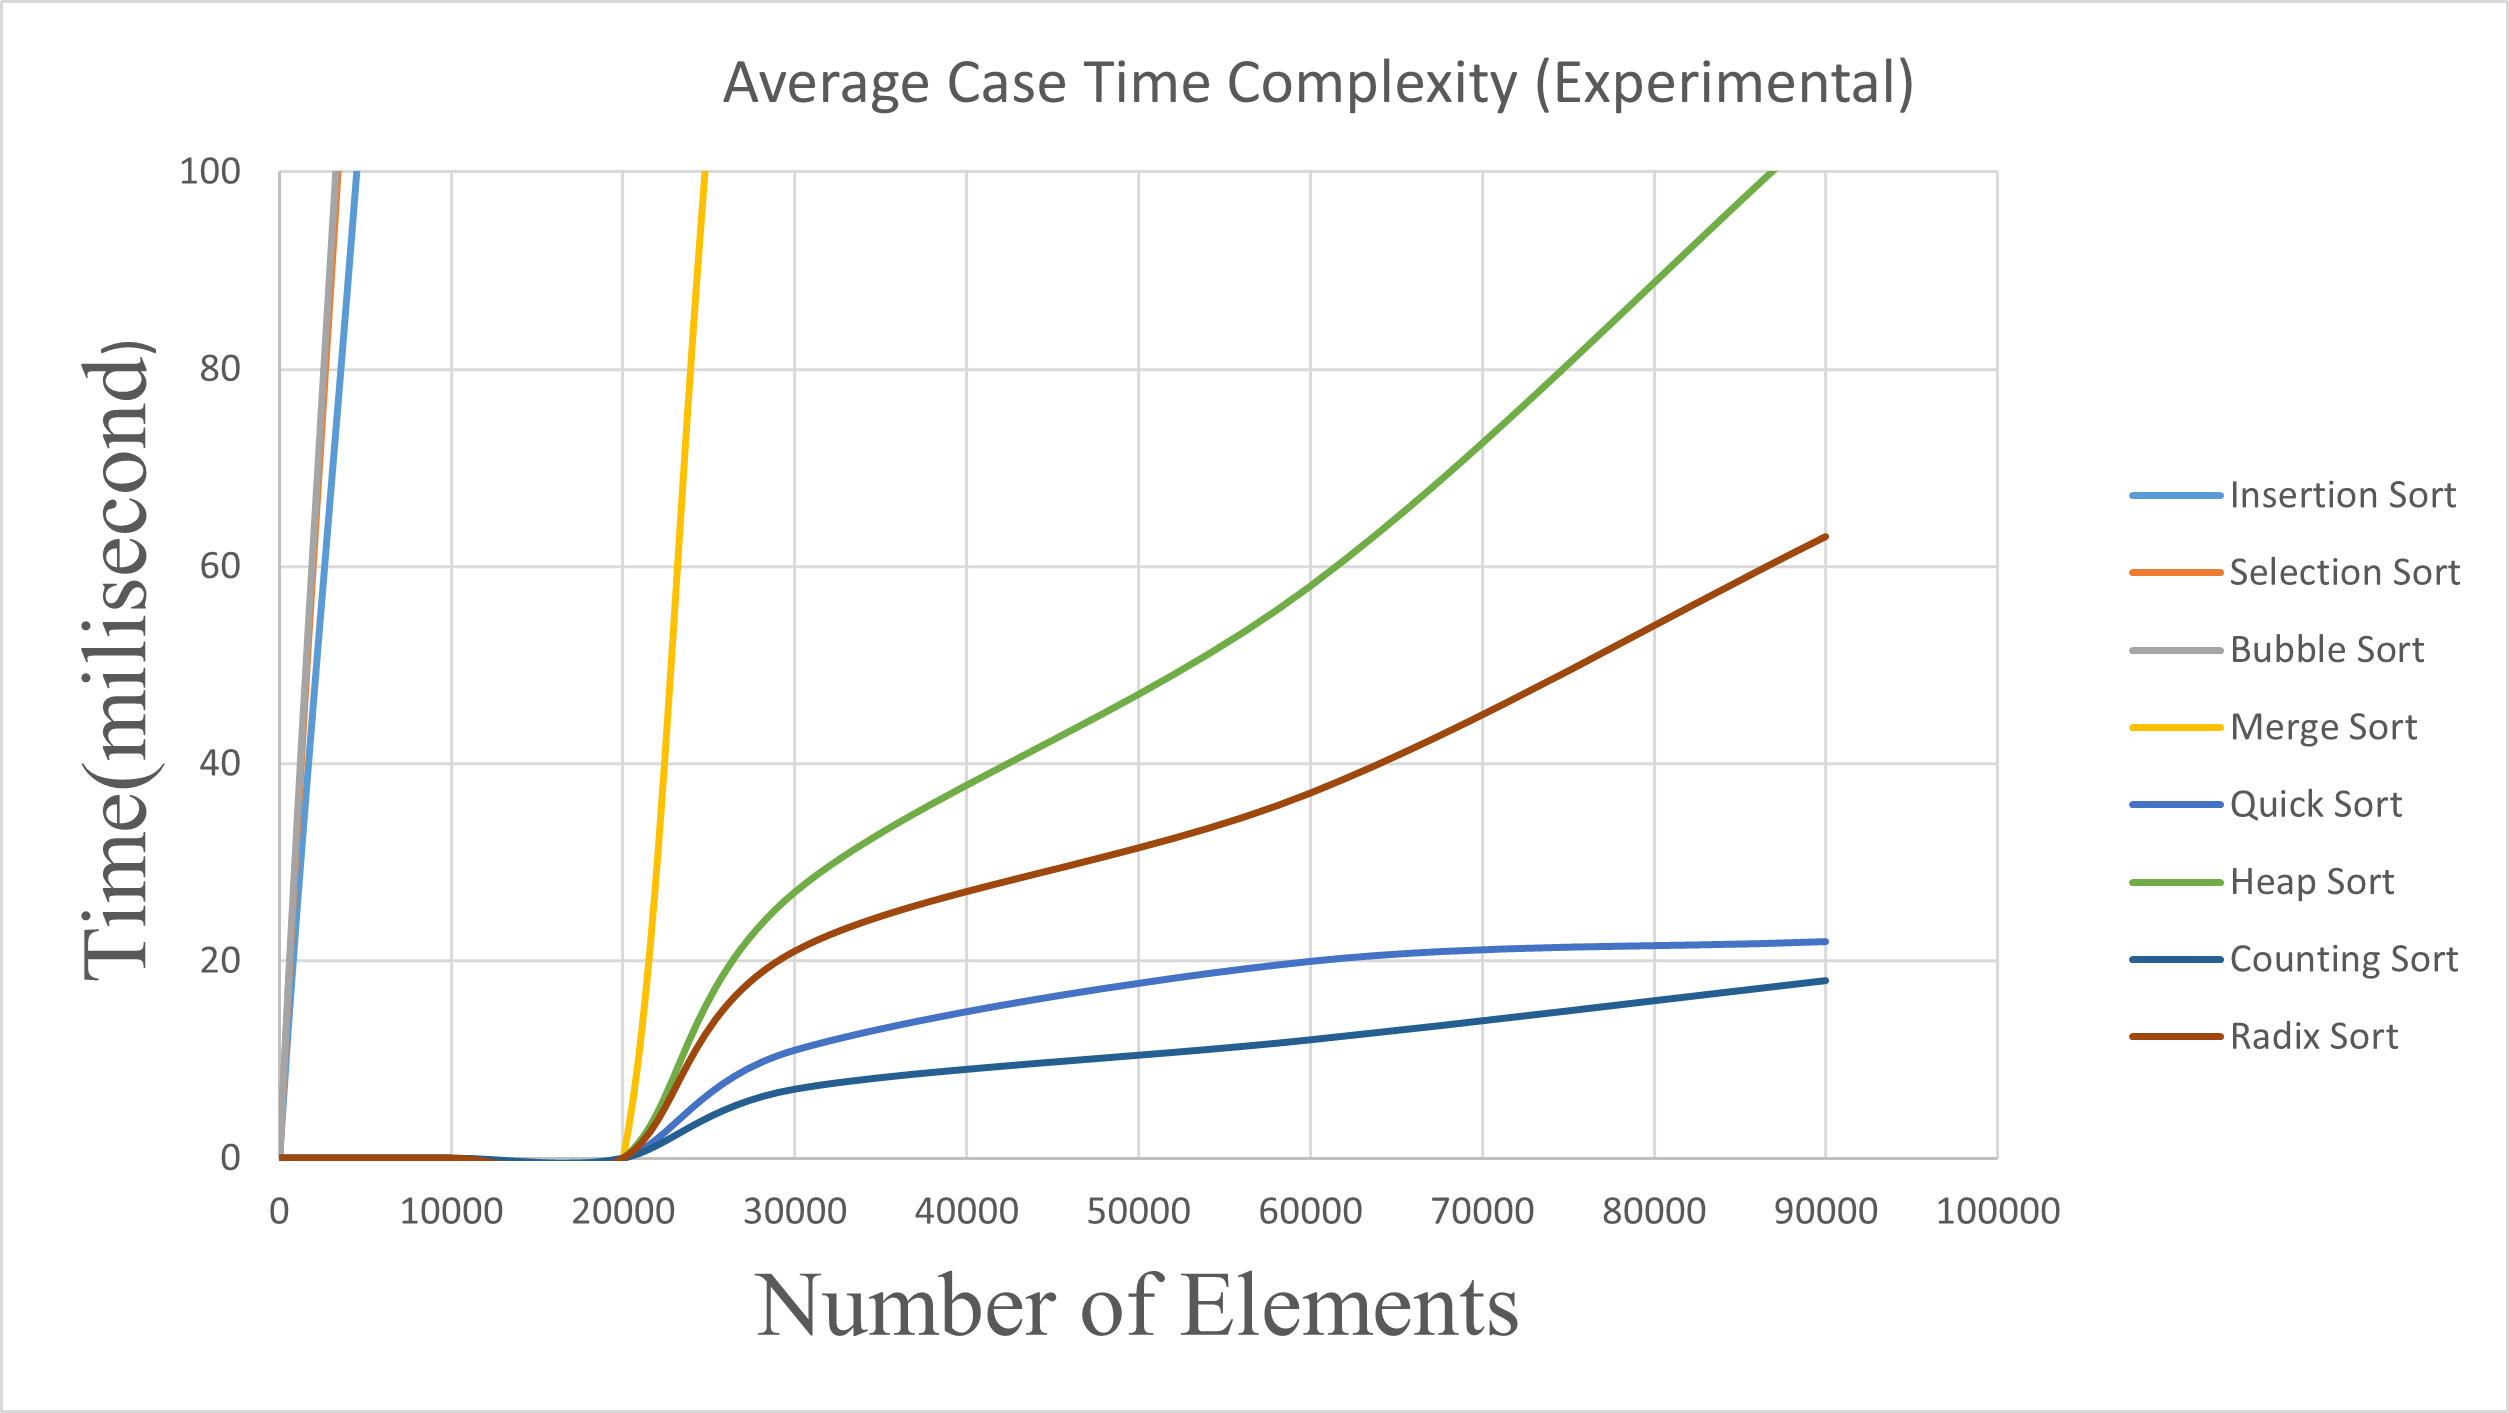 Average Case Time Complexity (Experimental)
100
80
60
40
20
0
Time(milisecond)
0 10000 20000 30000 40000 50000 60000 70000 80000 90000 100000
Number of Elements
Insertion Sort
Selection Sort
Bubble Sort
Merge Sort
Quick Sort
Heap Sort
Counting Sort
Radix Sort